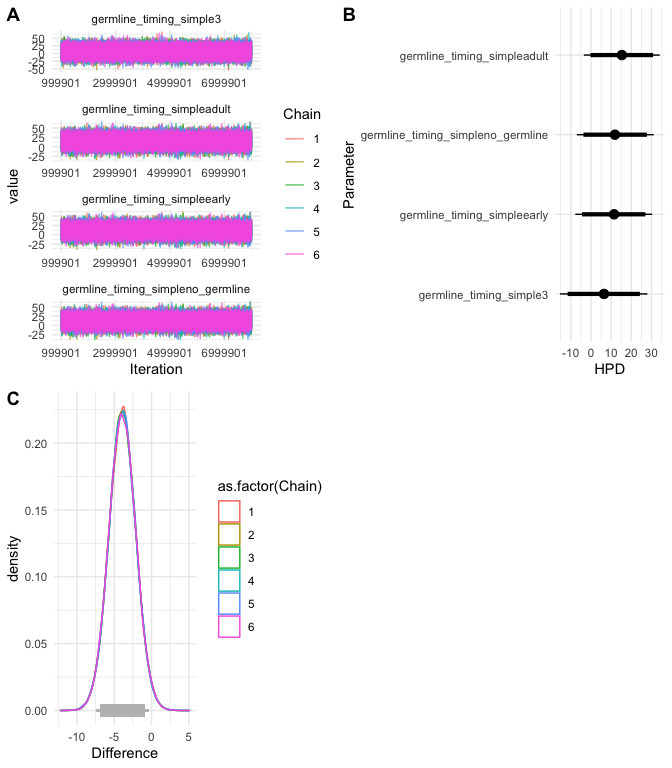 A
germline_timing_simple3
50
25
0
-25
-50
999901 2999901 4999901 6999901
germline_timing_simpleadult
50
25
0
-25
999901 2999901 4999901 6999901
germline_timing_simpleearly
50
25
0
-25
999901 2999901 4999901 6999901
germline_timing_simpleno_germline
50
25
0
-25
999901 2999901 4999901 6999901
value
Iteration
Chain
1
2
3
4
5
6
B
Parameter
germline_timing_simpleadult
germline_timing_simpleno_germline
germline_timing_simpleearly
germline_timing_simple3
-10 0 10 20 30
HPD
C
density
0.20
0.15
0.10
0.05
0.00
-10 -5 0 5
Difference
as.factor(Chain)
1
2
3
4
5
6